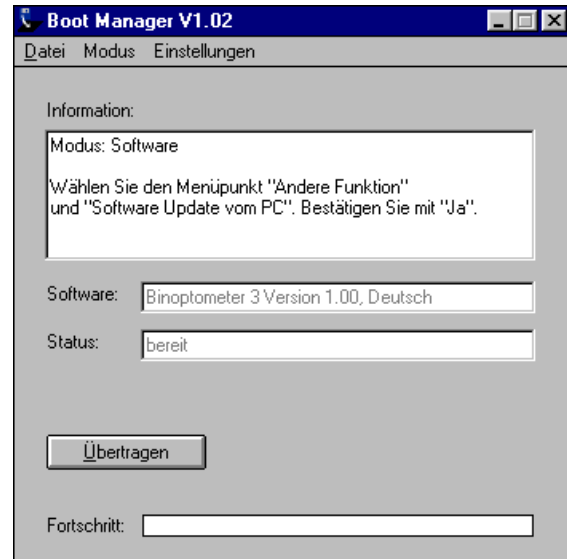 Boot Manager V1.02
Datei Modus Einstellungen
Information:
Modus: Software
Wählen Sie den Menüpunkt "Andere Funktion"
und "Software Update vom PC". Bestätigen Sie mit "Ja".
Software: Binoptometer 3 Version 1.00, Deutsch
Status: bereit
Übertragen
Fortschritt: